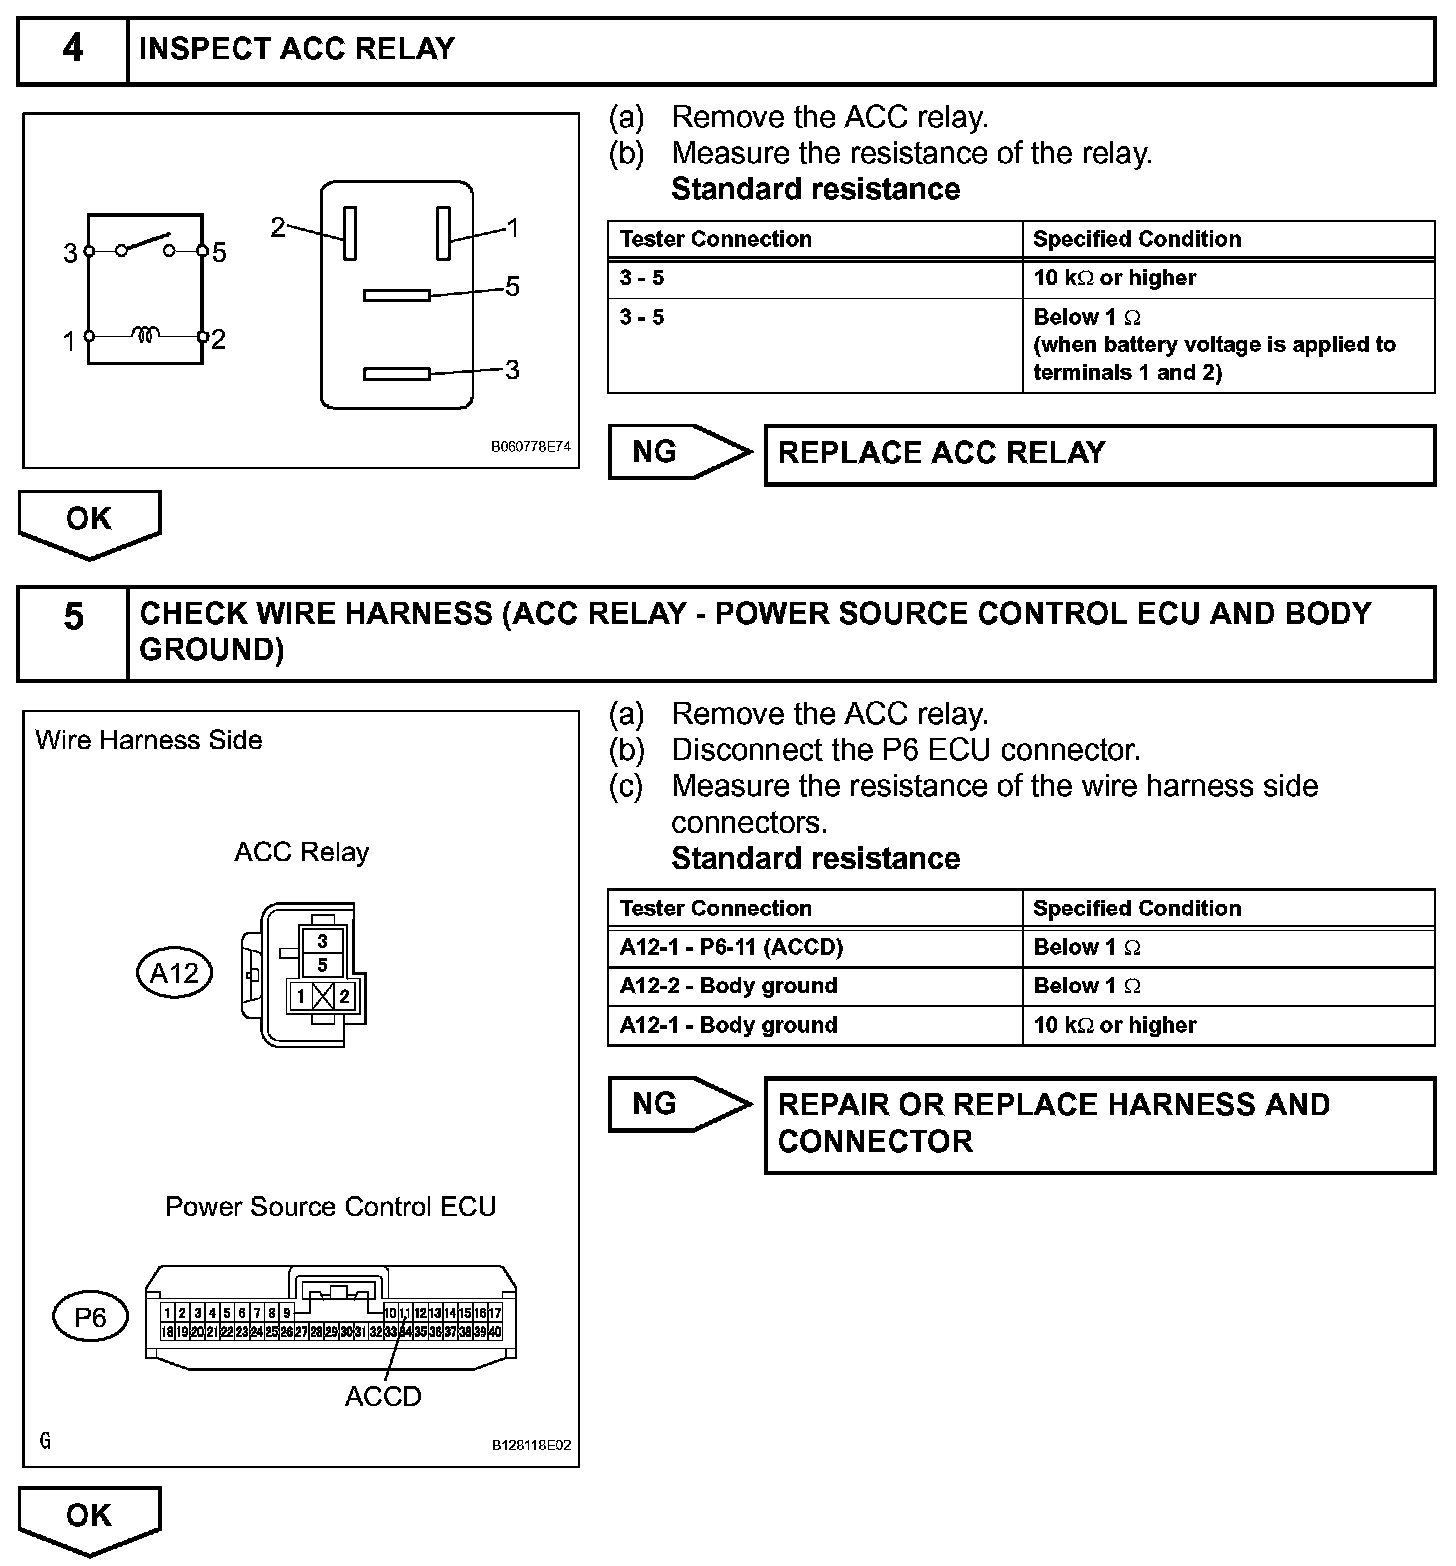 4 INSPECT ACC RELAY
3 5
1 2
2 1
5
3
B060778E74
(a) Remove the ACC relay.
(b) Measure the resistance of the relay.
Standard resistance
Tester Connection Specified Condition
3 - 5 10 kΩ or higher
3 - 5 Below 1 Ω
(when battery voltage is applied to
terminals 1 and 2)
NG REPLACE ACC RELAY
OK
5 CHECK WIRE HARNESS (ACC RELAY - POWER SOURCE CONTROL ECU AND BODY
GROUND)
Wire Harness Side
ACC Relay
A12
3
5
1 2
Power Source Control ECU
P6
1 2 3 4 5 6 7 8 9 10 11 12 13 14 15 16 17
18 19 20 21 22 23 24 25 26 27 28 29 30 31 32 33 34 35 36 37 38 39 40
ACCD
G
B128118E02
(a) Remove the ACC relay.
(b) Disconnect the P6 ECU connector.
(c) Measure the resistance of the wire harness side
connectors.
Standard resistance
Tester Connection Specified Condition
A12-1 - P6-11 (ACCD) Below 1 Ω
A12-2 - Body ground Below 1 Ω
A12-1 - Body ground 10 kΩ or higher
NG REPAIR OR REPLACE HARNESS AND
CONNECTOR
OK